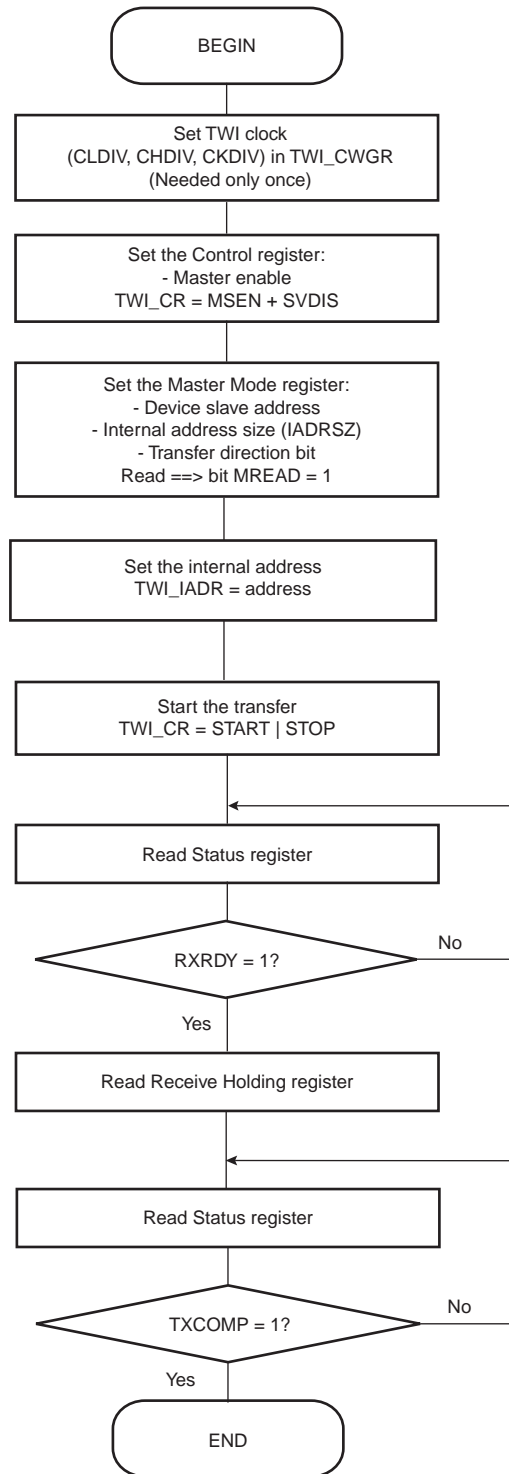 BEGIN
Set TWI clock
(CLDIV, CHDIV, CKDIV) in TWI_CWGR
(Needed only once)
Set the Control register:
- Master enable
TWI_CR = MSEN + SVDIS
Set the Master Mode register:
- Device slave address
- Internal address size (IADRSZ)
- Transfer direction bit
Read ==> bit MREAD = 1
Set the internal address
TWI_IADR = address
Start the transfer
TWI_CR = START | STOP
Read Status register
RXRDY = 1?
No
Yes
Read Receive Holding register
Read Status register
TXCOMP = 1?
No
Yes
END